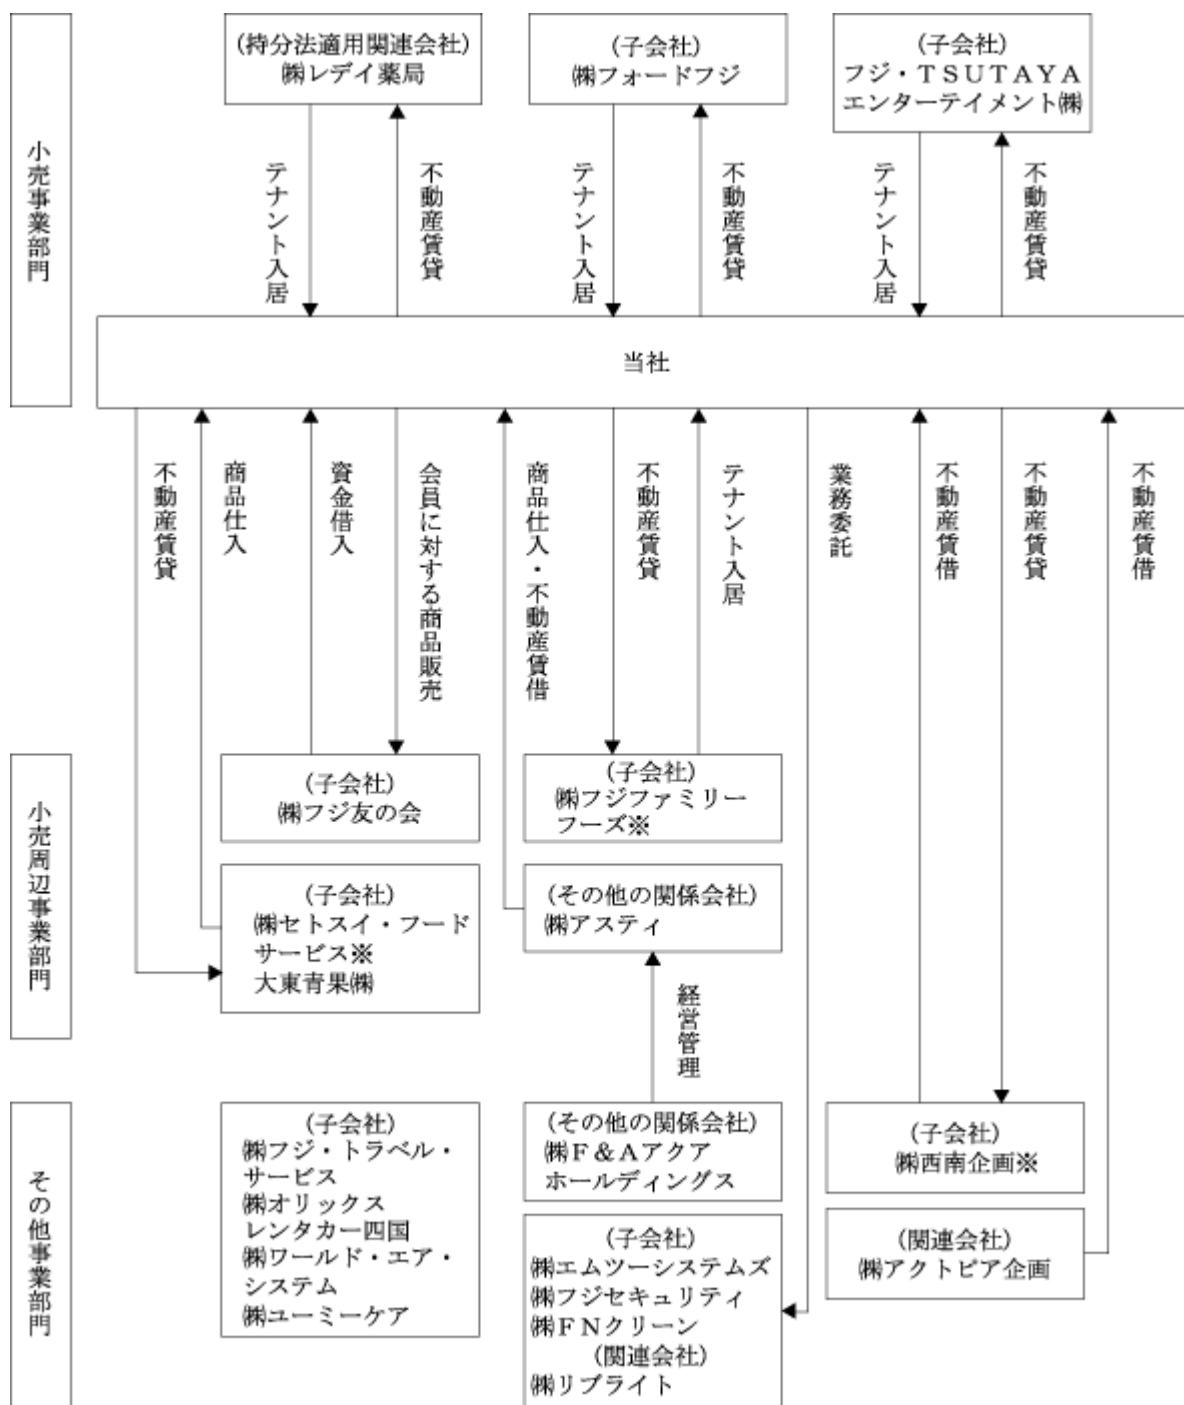 小売事業部門
(持分法適用関連会社)
㈱レデイ薬局
(子会社)
㈱フォードフジ
(子会社)
フジ・ＴＳＵＴＡＹＡ
エンターテイメント㈱
テナント入居
不動産賃貸
テナント入居
不動産賃貸
テナント入居
不動産賃貸
当社
不動産賃貸
商品仕入
資金借入
会員に対する商品販売
商品仕入・不動産賃借
不動産賃貸
テナント入居
業務委託
不動産賃借
不動産賃貸
不動産賃借
小売周辺事業部門
(子会社)
㈱フジ友の会
(子会社)
㈱フジファミリー
フーズ※
(子会社)
㈱セトスイ・フード
サービス※
大東青果㈱
(その他の関係会社)
㈱アスティ
経営管理
その他事業部門
(子会社)
㈱フジ・トラベル・
サービス
㈱オリックス
レンタカー四国
㈱ワールド・エア・
システム
㈱ユーミーケア
(その他の関係会社)
㈱Ｆ＆Ａアクア
ホールディングス
(子会社)
㈱エムツーシステムズ
㈱フジセキュリティ
㈱ＦＮクリーン
(関連会社)
㈱リブライト
(子会社)
㈱西南企画※
(関連会社)
㈱アクトピア企画